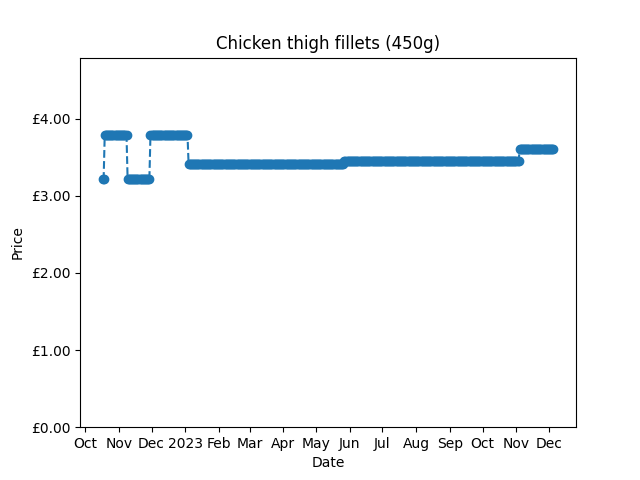 Chicken thigh fillets (450g)
£4.00
£3.00
£2.00
£1.00
£0.00
Price
Oct Nov Dec 2023 Feb Mar Apr May Jun Jul Aug Sep Oct Nov Dec
Date